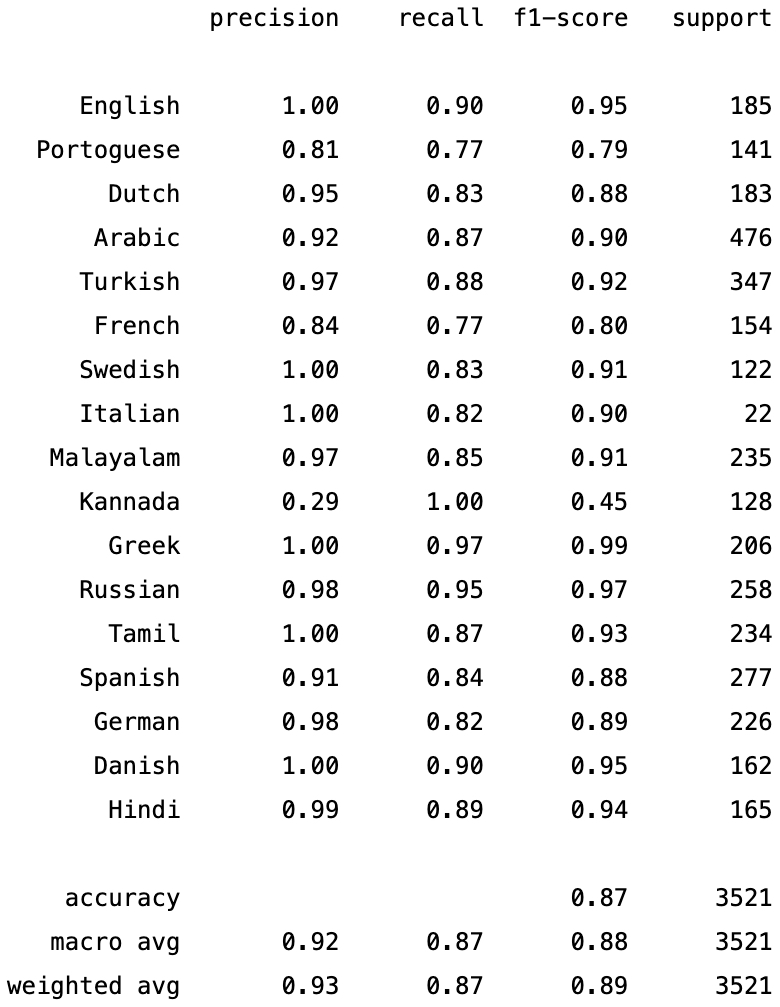 precision recall f1-score support
English 1.00 0.90 0.95 185
Portoguese 0.81 0.77 0.79 141
Dutch 0.95 0.83 0.88 183
Arabic 0.92 0.87 0.90 476
Turkish 0.97 0.88 0.92 347
French 0.84 0.77 0.80 154
Swedish 1.00 0.83 0.91 122
Italian 1.00 0.82 0.90 22
Malayalam 0.97 0.85 0.91 235
Kannada 0.29 1.00 0.45 128
Greek 1.00 0.97 0.99 206
Russian 0.98 0.95 0.97 258
Tamil 1.00 0.87 0.93 234
Spanish 0.91 0.84 0.88 277
German 0.98 0.82 0.89 226
Danish 1.00 0.90 0.95 162
Hindi 0.99 0.89 0.94 165
accuracy 0.87 3521
macro avg 0.92 0.87 0.88 3521
weighted avg 0.93 0.87 0.89 3521